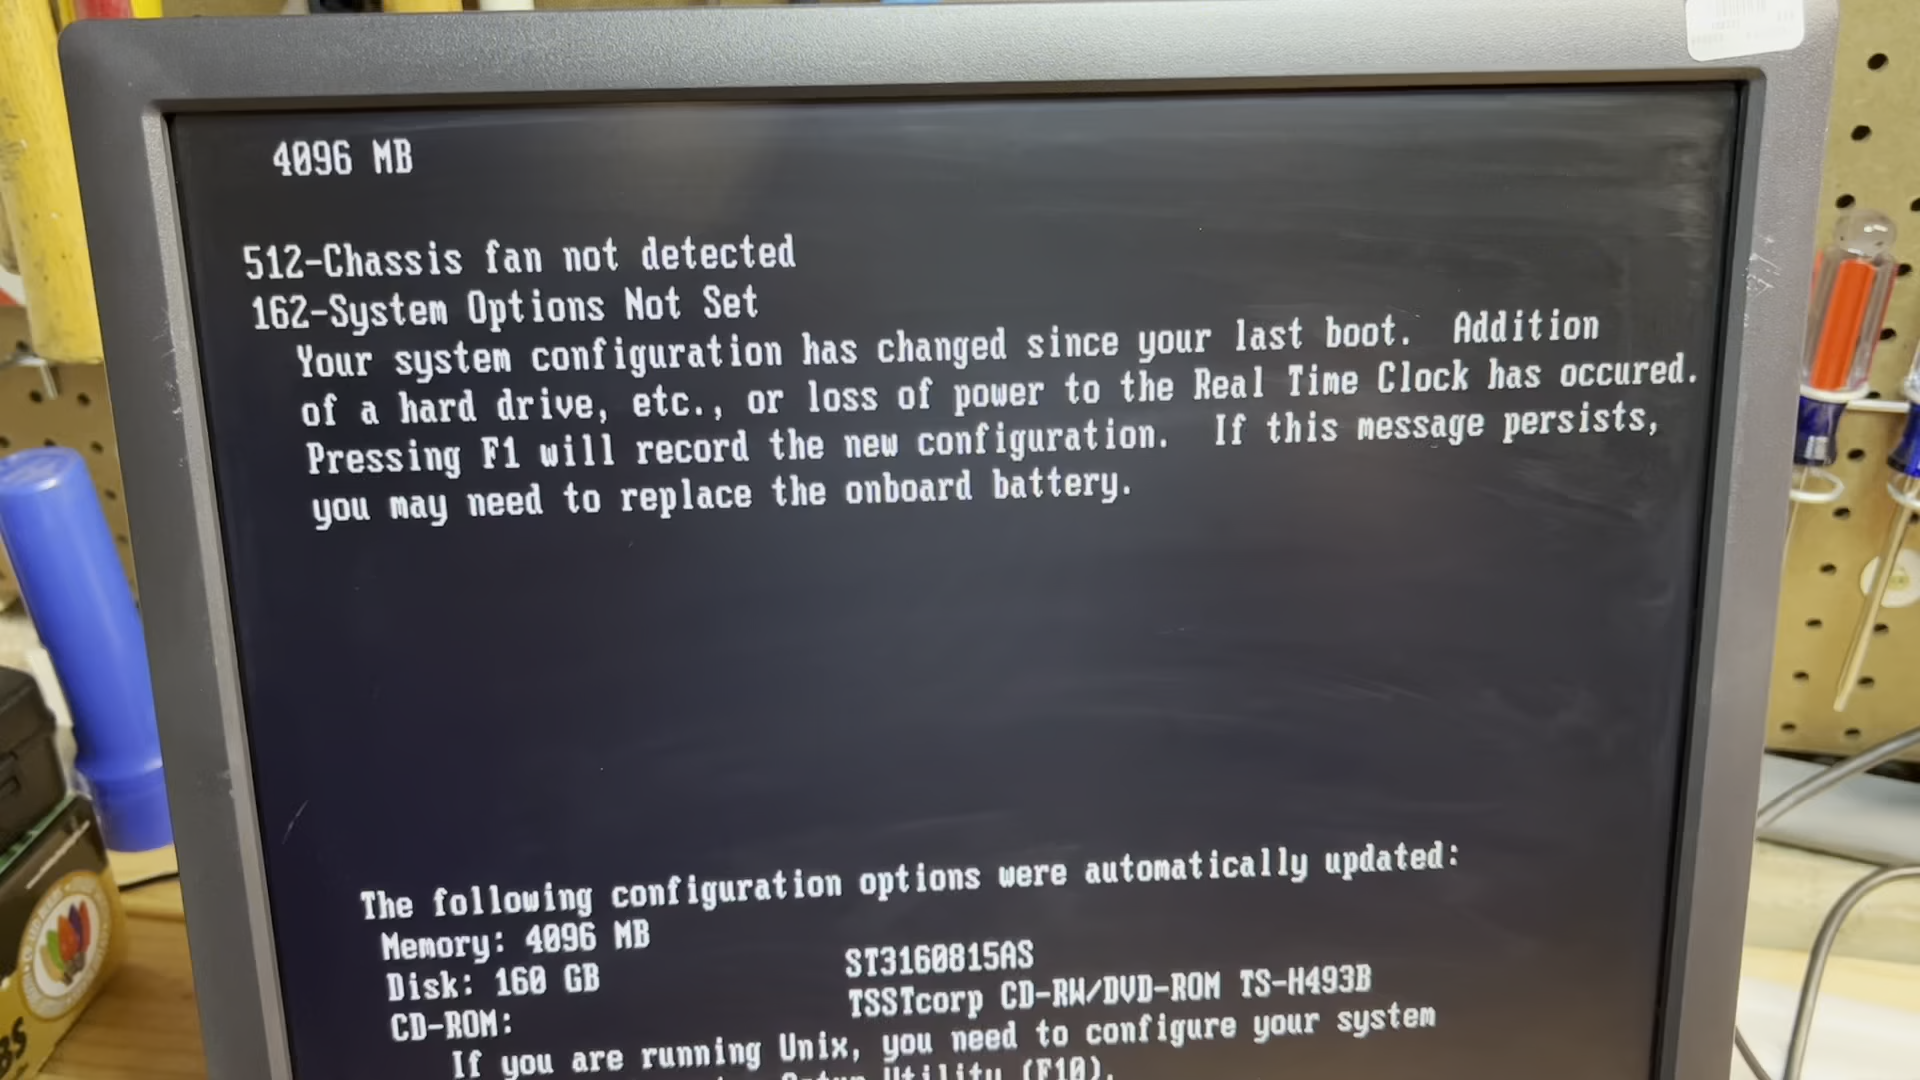 4096 MB
512-Chassis fan not detected
162-System Options Not Set
Your system configuration has changed since your last boot. Addition
of a hard drive, etc., or loss of power to the Real Time Clock has occured.
Pressing F1 will record the new configuration. If this message persists,
you may need to replace the onboard battery.
The following configuration options were automatically updated:
Memory: 4096 MB
Disk: 160 GB ST3160815AS
CD-ROM: TSSTcorp CD-RW/DVD-ROM TS-H493B
If you are running Unix, you need to configure your system
Setup Utility (F10).